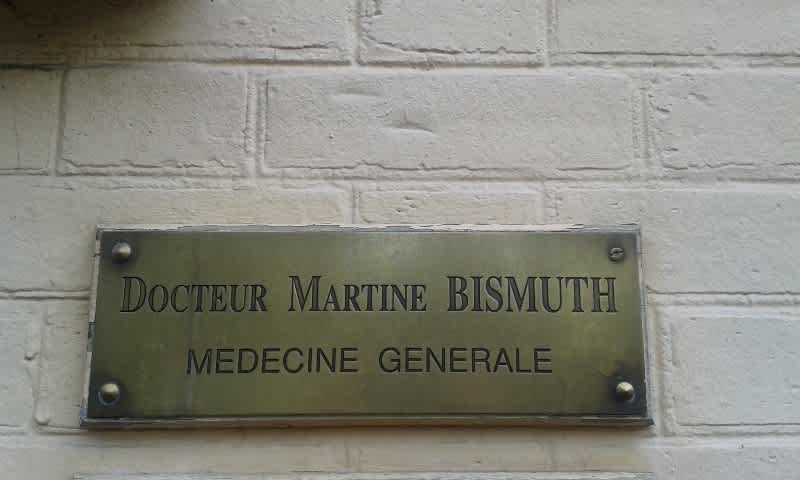 DOCTEUR MARTINE BISMUTH
MEDECINE GENERALE